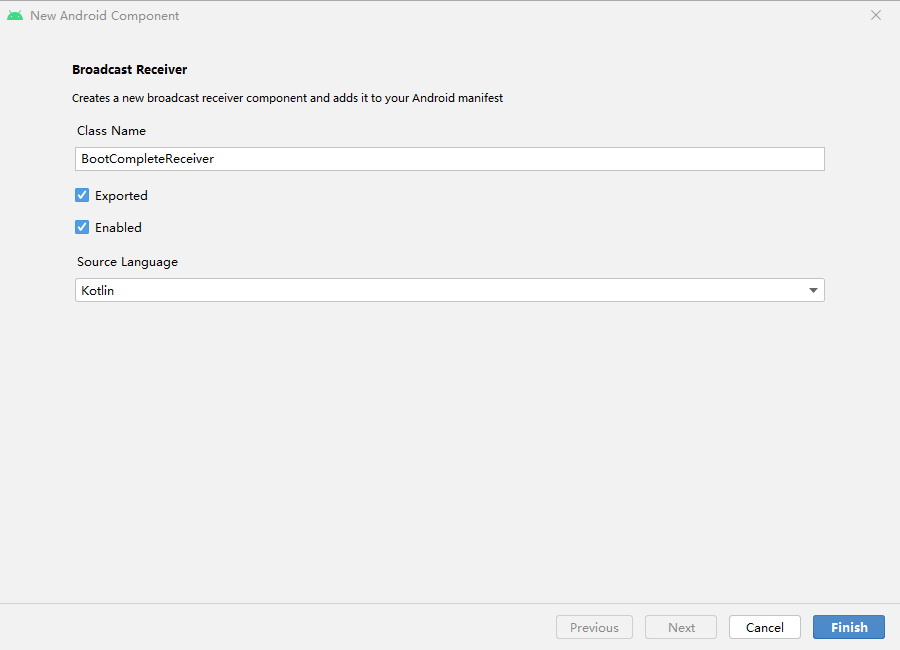 New Android Component
Broadcast Receiver
Creates a new broadcast receiver component and adds it to your Android manifest
Class Name
BootCompleteReceiver
Exported
Enabled
Source Language
Kotlin
Previous
Next
Cancel
Finish